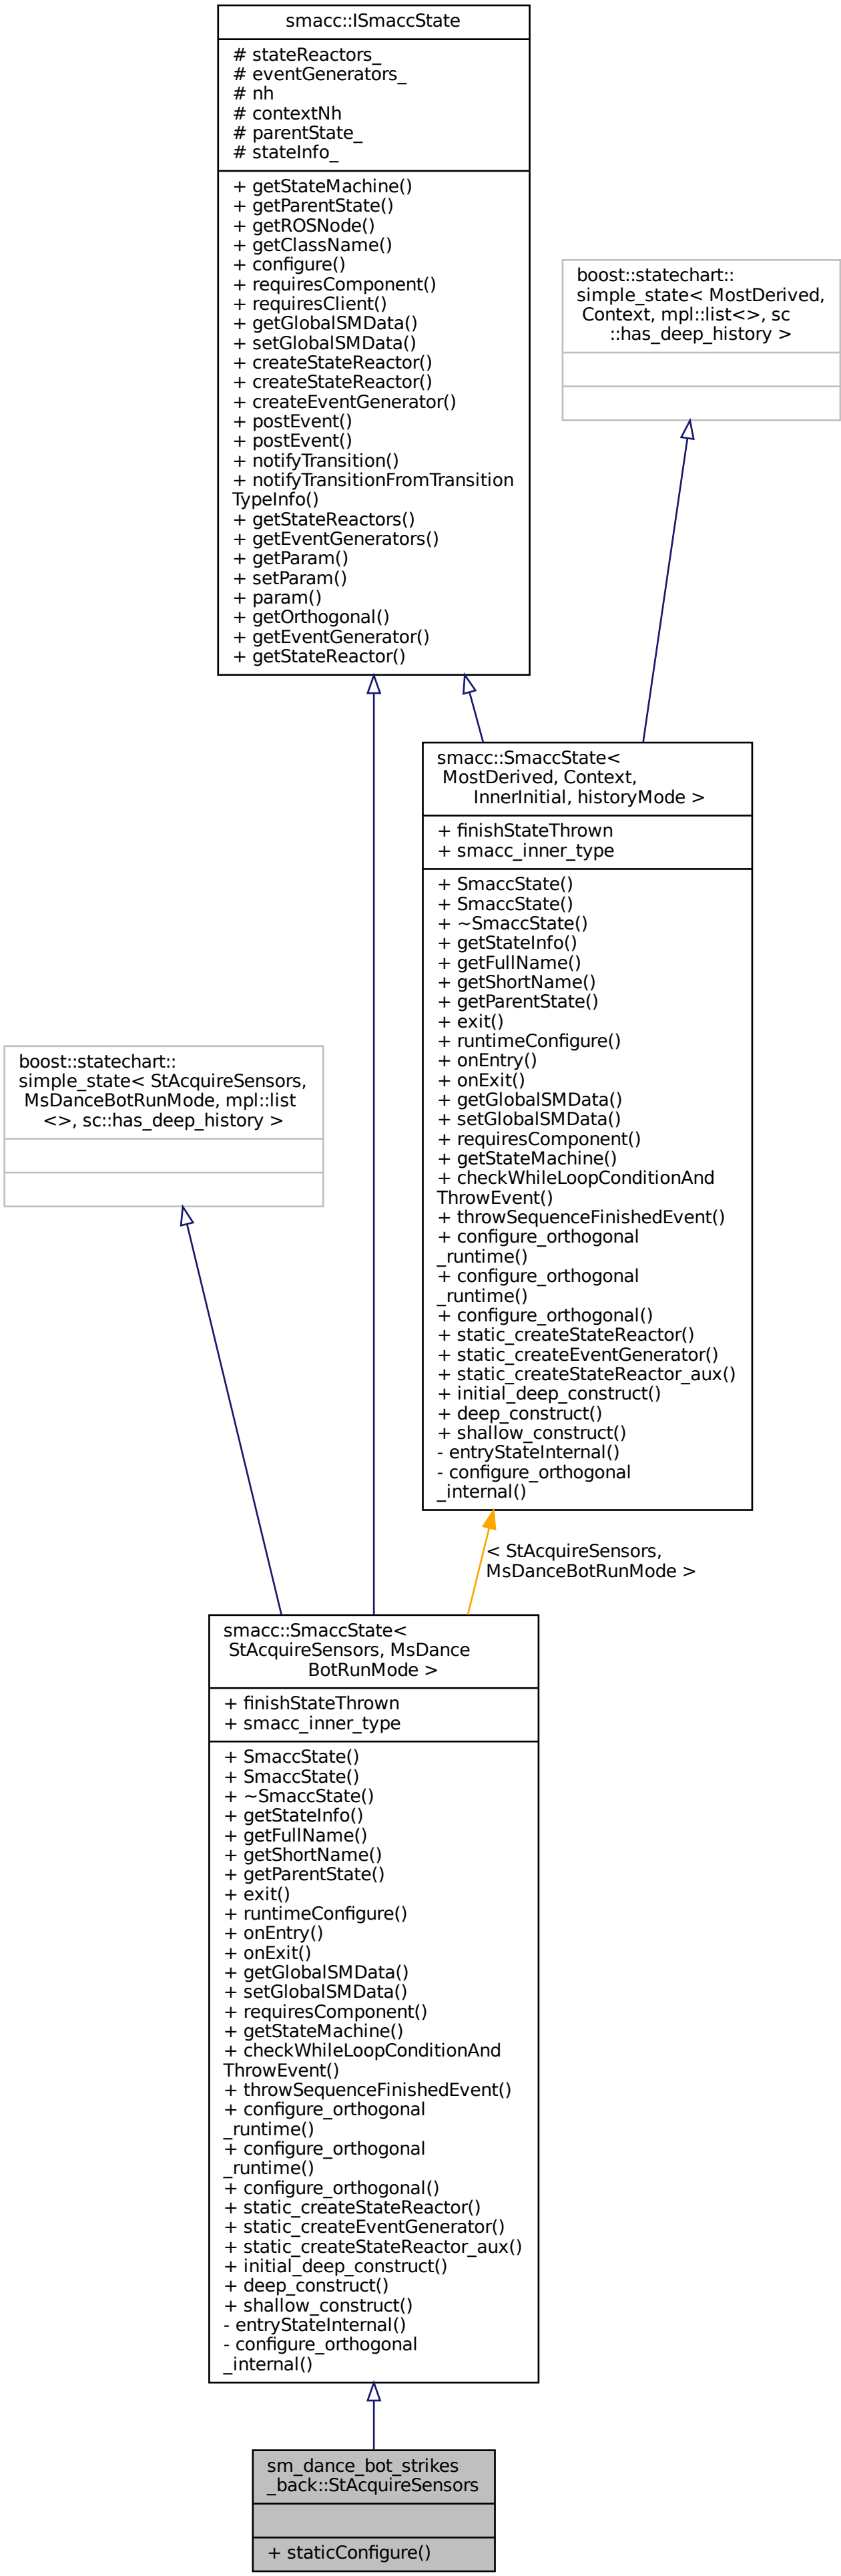 smacc::ISmaccState
# stateReactors_
# eventGenerators_
# nh
# contextNh
# parentState_
# stateInfo_
+ getStateMachine()
+ getParentState()
+ getROSNode()
+ getClassName()
+ configure()
+ requiresComponent()
+ requiresClient()
+ getGlobalSMData()
+ setGlobalSMData()
+ createStateReactor()
+ createStateReactor()
+ createEventGenerator()
+ postEvent()
+ postEvent()
+ notifyTransition()
+ notifyTransitionFromTransition
TypeInfo()
+ getStateReactors()
+ getEventGenerators()
+ getParam()
+ setParam()
+ param()
+ getOrthogonal()
+ getEventGenerator()
+ getStateReactor()
boost::statechart::
simple_state< MostDerived,
Context, mpl::list<>, sc
::has_deep_history >
smacc::SmaccState<
MostDerived, Context,
InnerInitial, historyMode >
+ finishStateThrown
+ smacc_inner_type
+ SmaccState()
+ SmaccState()
+ ~SmaccState()
+ getStateInfo()
+ getFullName()
+ getShortName()
+ getParentState()
+ exit()
+ runtimeConfigure()
+ onEntry()
+ onExit()
+ getGlobalSMData()
+ setGlobalSMData()
+ requiresComponent()
+ getStateMachine()
+ checkWhileLoopConditionAnd
ThrowEvent()
+ throwSequenceFinishedEvent()
+ configure_orthogonal
_runtime()
+ configure_orthogonal
_runtime()
+ configure_orthogonal()
+ static_createStateReactor()
+ static_createEventGenerator()
+ static_createStateReactor_aux()
+ initial_deep_construct()
+ deep_construct()
+ shallow_construct()
- entryStateInternal()
- configure_orthogonal
_internal()
boost::statechart::
simple_state< StAcquireSensors,
MsDanceBotRunMode, mpl::list
<>, sc::has_deep_history >
< StAcquireSensors,
MsDanceBotRunMode >
smacc::SmaccState<
StAcquireSensors, MsDance
BotRunMode >
+ finishStateThrown
+ smacc_inner_type
+ SmaccState()
+ SmaccState()
+ ~SmaccState()
+ getStateInfo()
+ getFullName()
+ getShortName()
+ getParentState()
+ exit()
+ runtimeConfigure()
+ onEntry()
+ onExit()
+ getGlobalSMData()
+ setGlobalSMData()
+ requiresComponent()
+ getStateMachine()
+ checkWhileLoopConditionAnd
ThrowEvent()
+ throwSequenceFinishedEvent()
+ configure_orthogonal
_runtime()
+ configure_orthogonal
_runtime()
+ configure_orthogonal()
+ static_createStateReactor()
+ static_createEventGenerator()
+ static_createStateReactor_aux()
+ initial_deep_construct()
+ deep_construct()
+ shallow_construct()
- entryStateInternal()
- configure_orthogonal
_internal()
sm_dance_bot_strikes
_back::StAcquireSensors
+ staticConfigure()